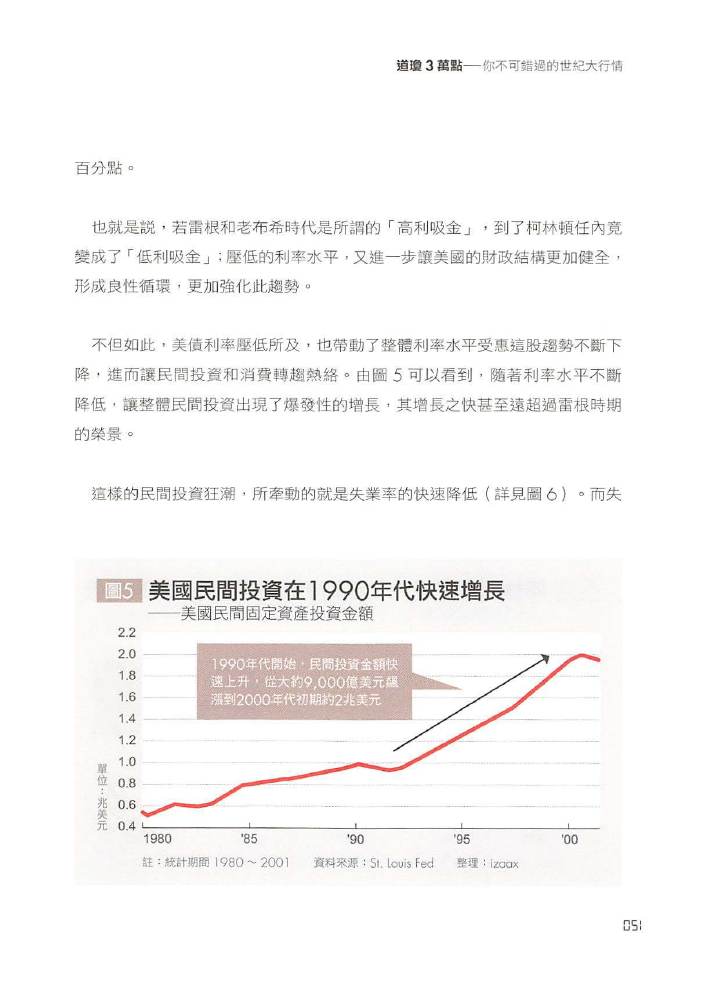 道瓊3萬點——你不可錯過的世紀大行情
百分點。
也就是説，若雷根和老布希時代是所謂的「高利吸金」，到了柯林頓任內竟
變成了「低利吸金」；壓低的利率水平，又進一步讓美國的財政結構更加健全，
形成良性循環，更加強化此趨勢。
不但如此，美債利率壓低所及，也帶動了整體利率水平受惠這股趨勢不斷下
降，進而讓民間投資和消費轉趨熱絡。由圖5可以看到，隨著利率水平不斷
降低，讓整體民間投資出現了爆發性的增長，其增長之快甚至遠超過雷根時期
的榮景。
這樣的民間投資狂潮，所牽動的就是失業率的快速降低（詳見圖6）。而失
圖5 美國民間投資在1990年代快速增長
——美國民間固定資產投資金額
2.2
2.0
1.8
1.6
1.4
1.2
1.0
0.8
0.6
0.4
單位：兆美元
1990年代開始，民間投資金額快
速上升，從大約9,000億美元飆
漲到2000年代初期約2兆美元
1980 '85 '90 '95 '00
註：統計期間1980～2001 資料來源：St. Louis Fed 整理：izaax
051